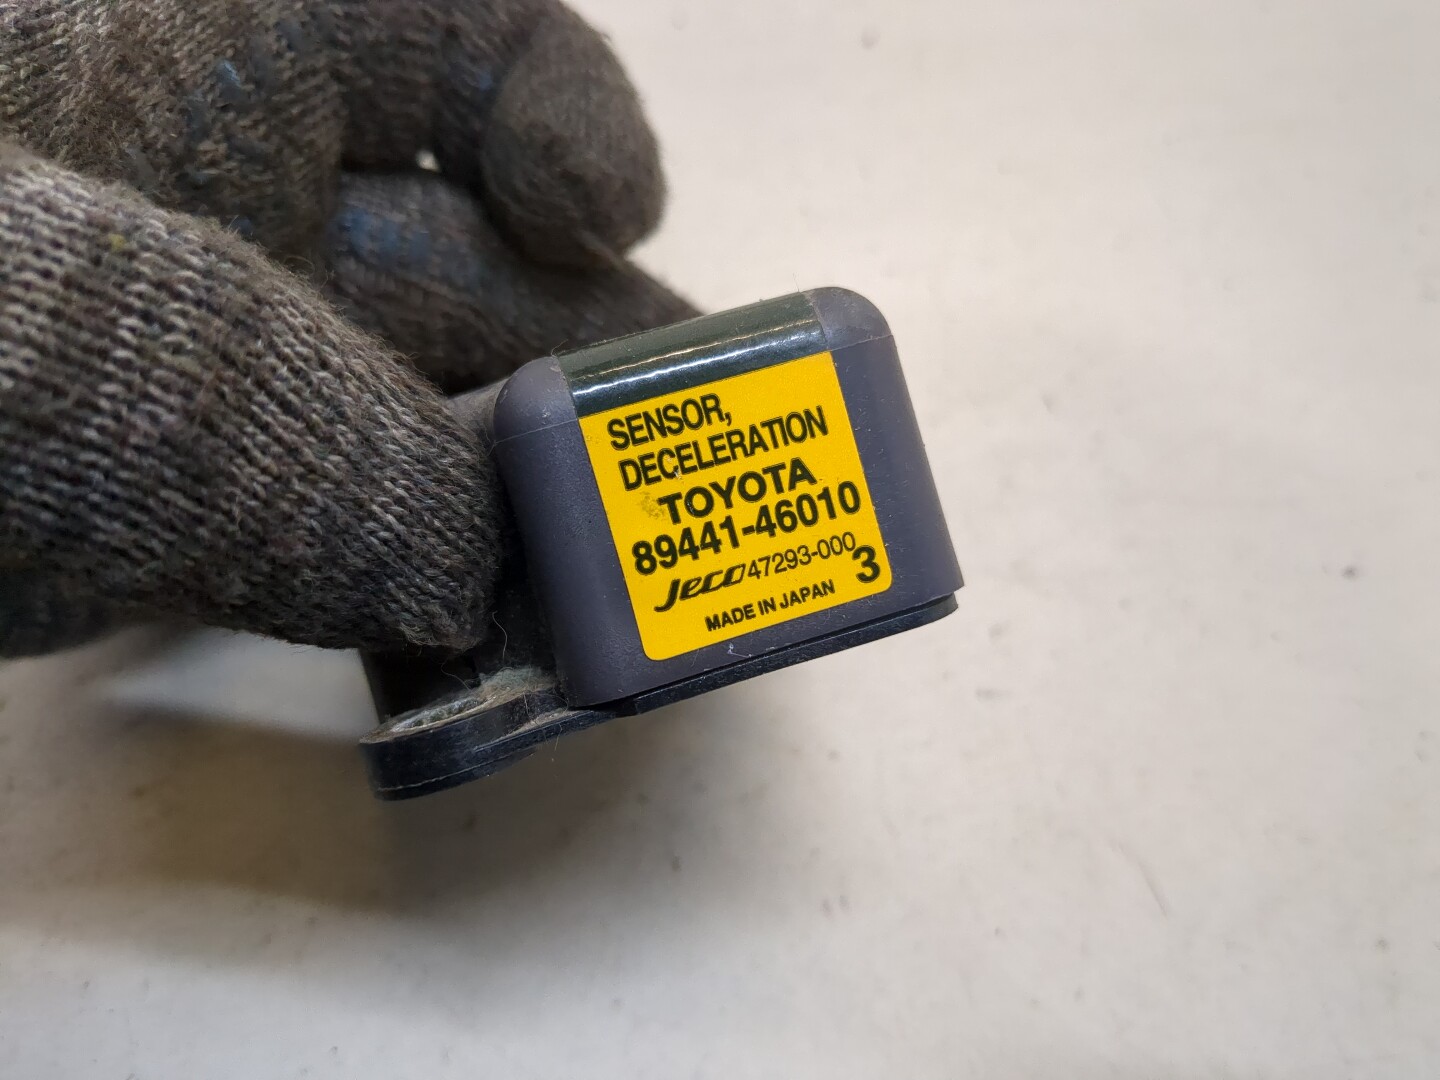 SENSOR,
DECELERATION
TOYOTA
89441-46010
Jeco 47293-000
3
MADE IN JAPAN